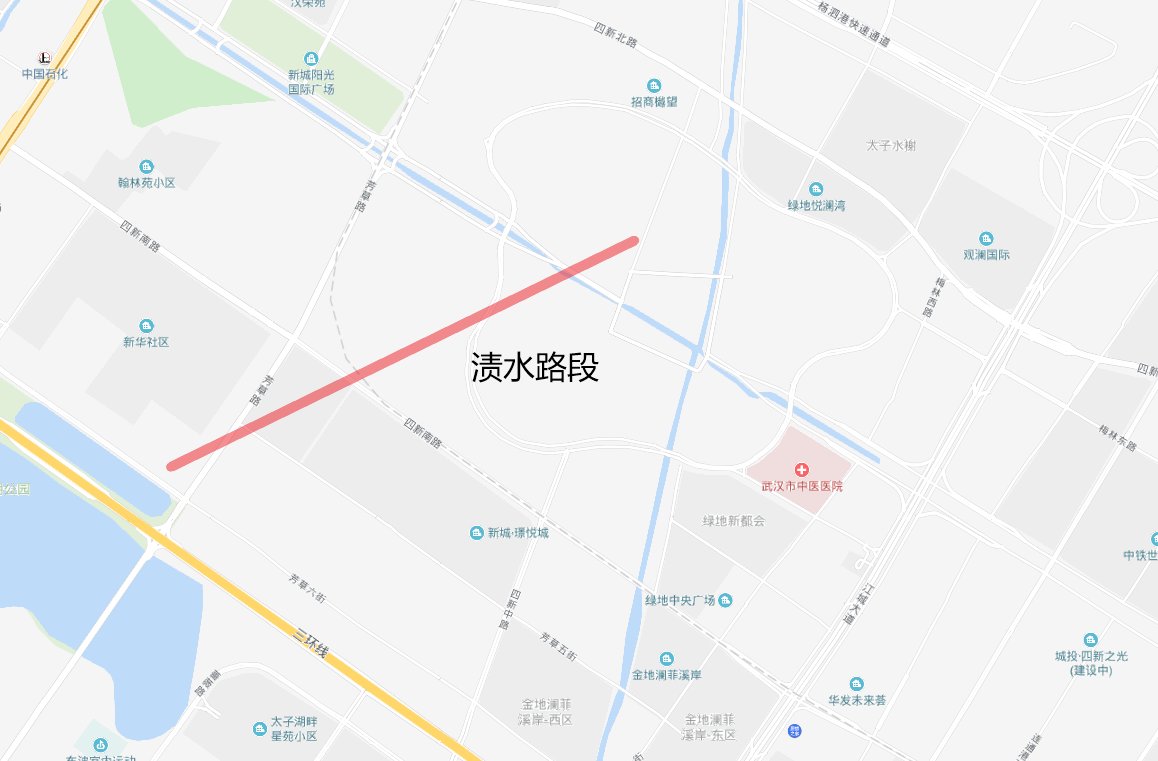 汉荣苑
四新北路
杨泗港快速通道
中国石化
新城阳光
国际广场
招商樾望
太子水榭
翰林苑小区
芳草路
绿地悦澜湾
四新南路
观澜国际
梅林西路
新华社区
渍水路段
四新
芳草路
四新南路
梅林东路
武汉市中医医院
公园
绿地新都会
新城·璟悦城
中铁世
芳草六街
江城大道
绿地中央广场
四新中路
三环线
芳草五街
城投·四新之光
(建设中)
金地澜菲溪岸
华发未来荟
金地澜菲
溪岸-西区
太子湖畔
星苑小区
金地澜菲
溪岸-东区
街